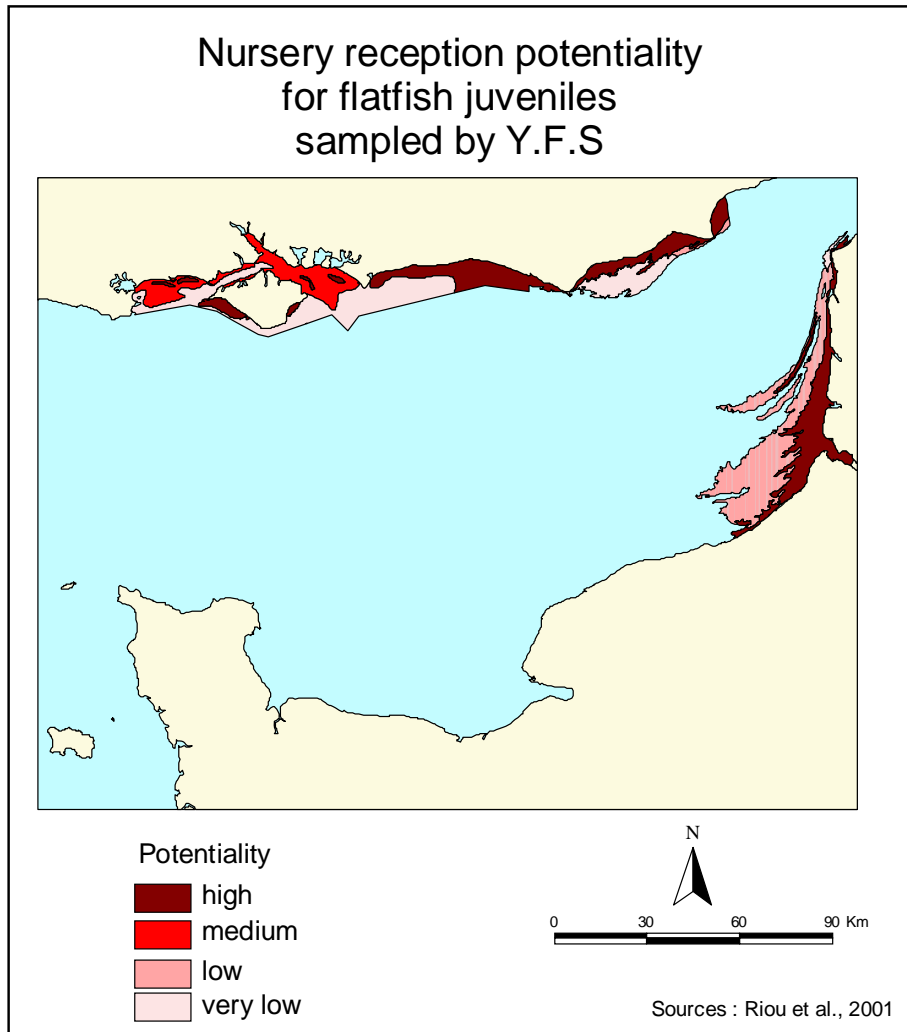 Nursery reception potentiality
for flatfish juveniles
sampled by Y.F.S
Potentiality
high
medium
low
very low
N
0 30 60 90 Km
Sources : Riou et al., 2001